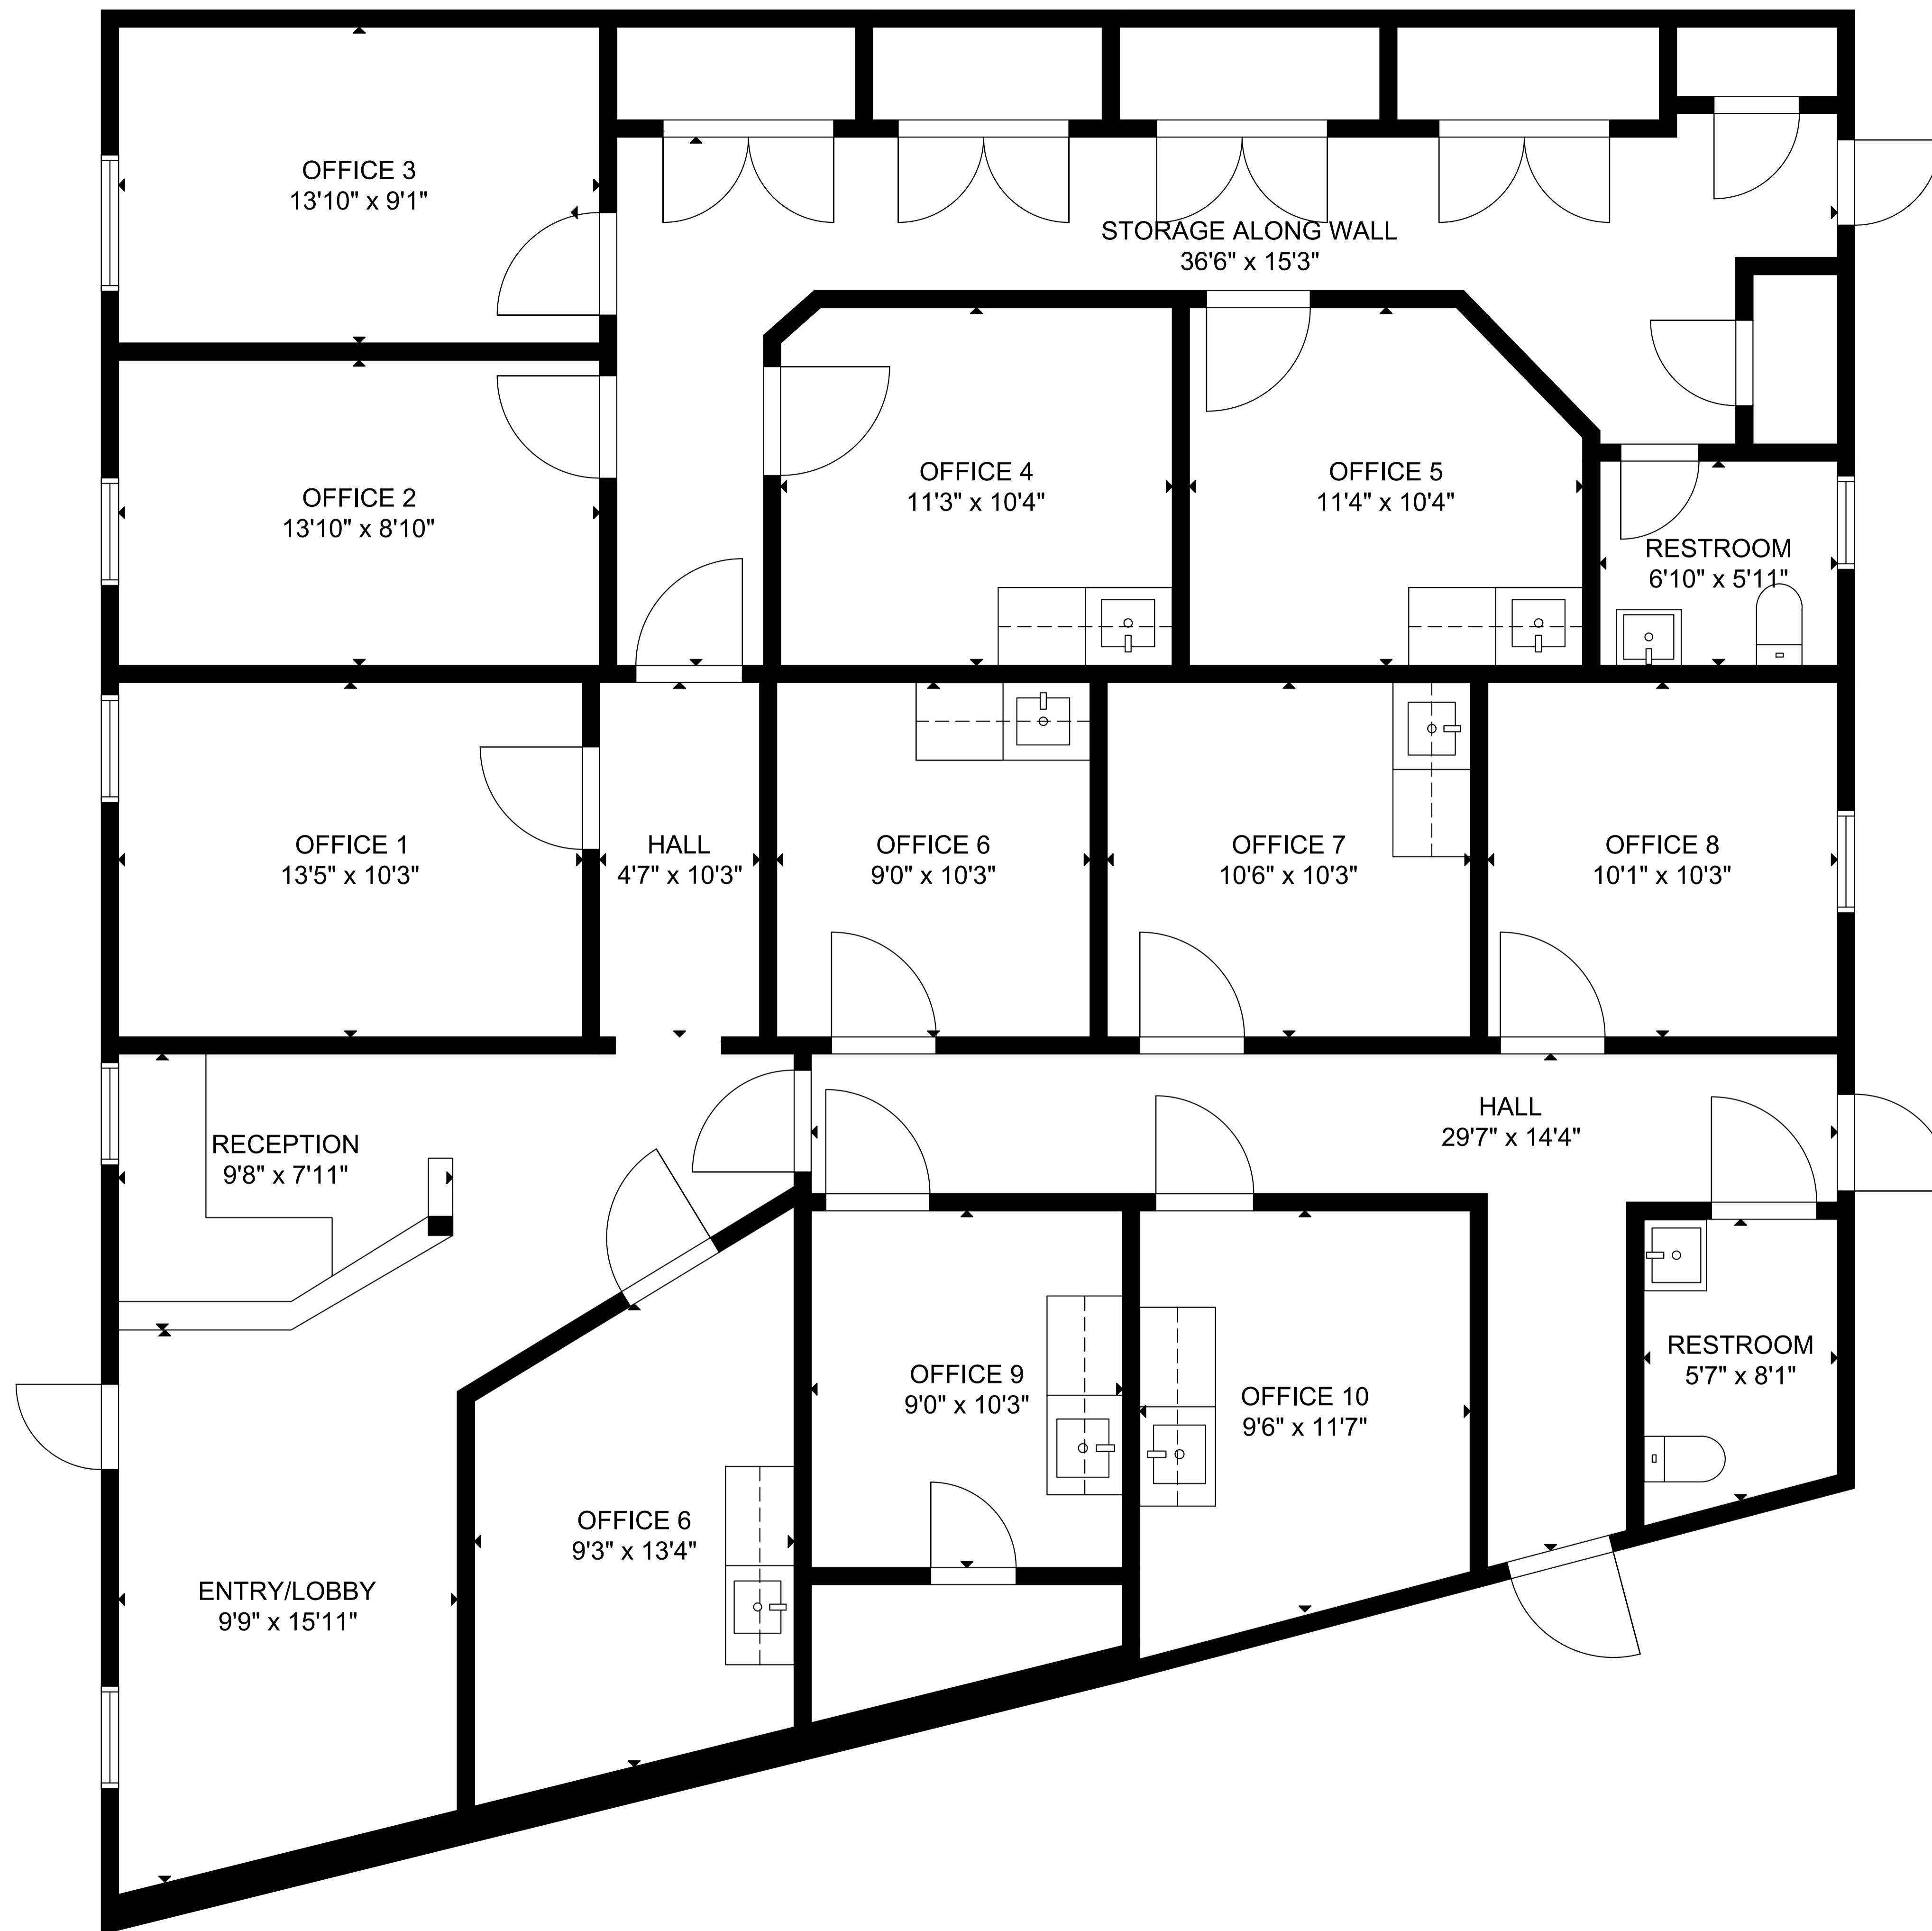 OFFICE 3
13'10" x 9'1"
STORAGE ALONG WALL
36'6" x 15'3"
OFFICE 2
13'10" x 8'10"
OFFICE 4
11'3" x 10'4"
OFFICE 5
11'4" x 10'4"
RESTROOM
6'10" x 5'11"
OFFICE 1
13'5" x 10'3"
HALL
4'7" x 10'3"
OFFICE 6
9'0" x 10'3"
OFFICE 7
10'6" x 10'3"
OFFICE 8
10'1" x 10'3"
RECEPTION
9'8" x 7'11"
HALL
29'7" x 14'4"
OFFICE 9
9'0" x 10'3"
OFFICE 10
9'6" x 11'7"
RESTROOM
5'7" x 8'1"
OFFICE 6
9'3" x 13'4"
ENTRY/LOBBY
9'9" x 15'11"